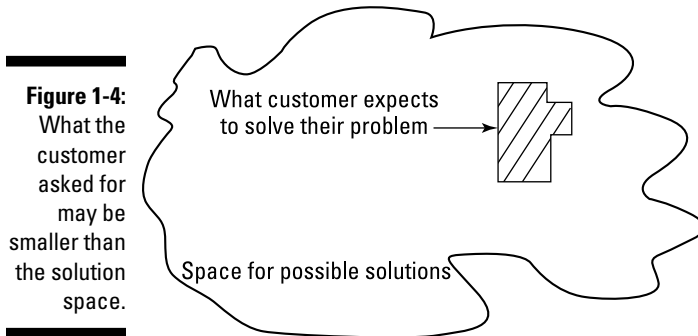 Figure 1-4:
What the
customer
asked for
may be
smaller than
the solution
space.
What customer expects
to solve their problem
Space for possible solutions